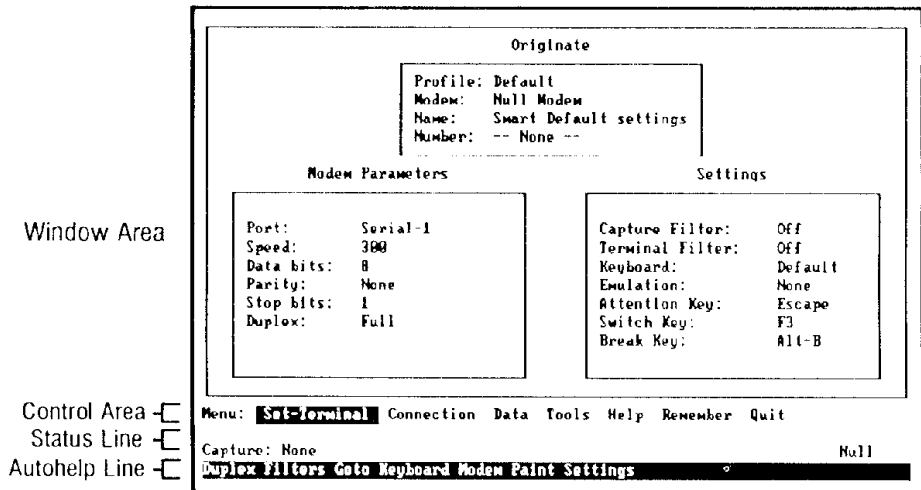 Originate
Profile: Default
Modem: Null Modem
Name: Smart Default settings
Number: -- None --
Modem Parameters
Port: Serial-1
Speed: 300
Data bits: 8
Parity: None
Stop bits: 1
Duplex: Full
Settings
Capture Filter: Off
Terminal Filter: Off
Keyboard: Default
Emulation: None
Attention Key: Escape
Switch Key: F3
Break Key: Alt-B
Window Area
Control Area
Menu: Set-Terminal Connection Data Tools Help Remember Quit
Status Line
Capture: None Null
Autohelp Line
Duplex Filters Goto Keyboard Modem Paint Settings